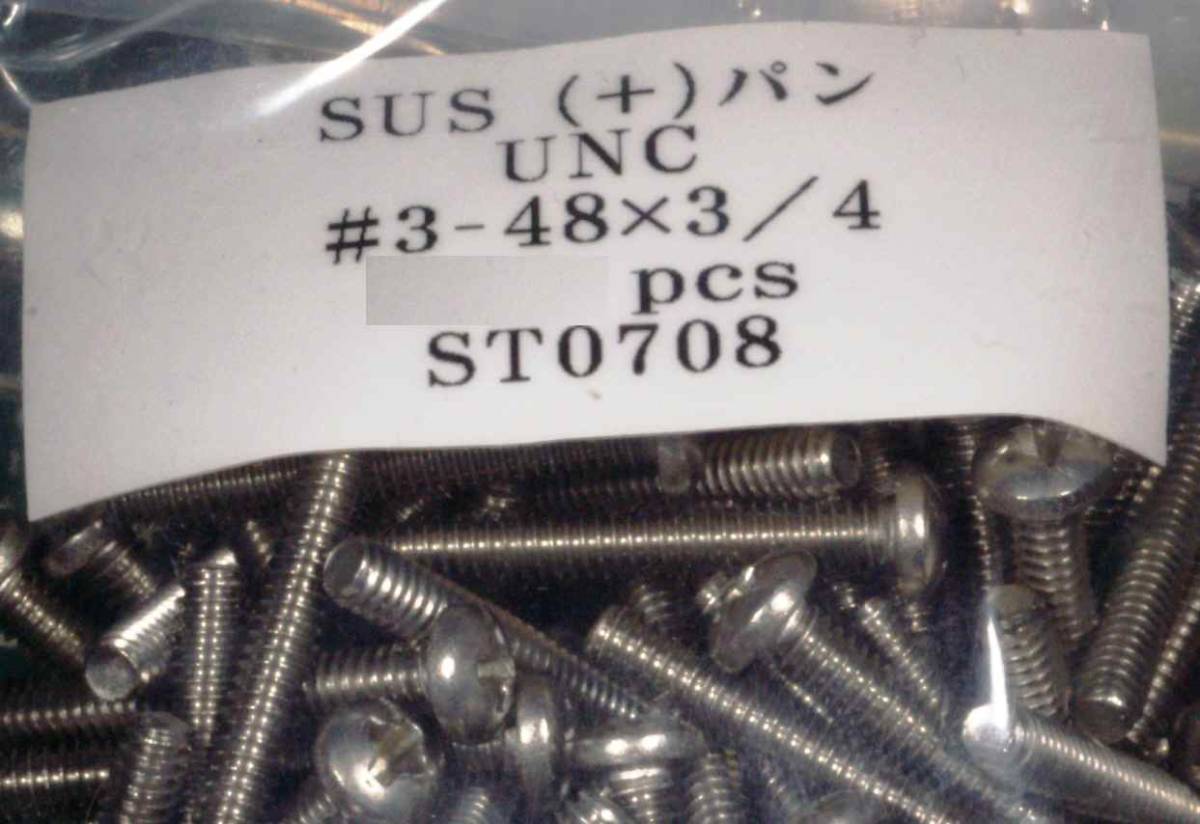 SUS (+)パン
UNC
#3-48×3/4
pcs
ST0708